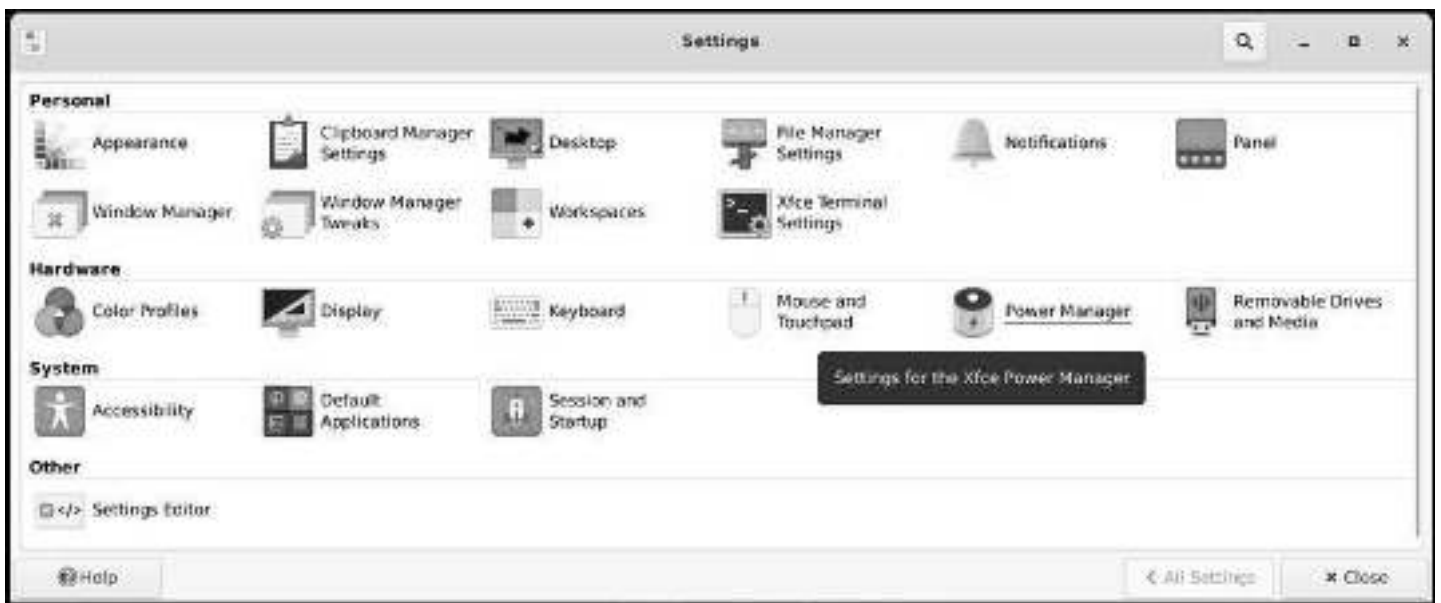 Settings
Personal
Appearance
Clipboard Manager
Settings
Desktop
File Manager
Settings
Notifications
Panel
Window Manager
Window Manager
Tweaks
Workspaces
Xfce Terminal
Settings
Hardware
Color Profiles
Display
Keyboard
Mouse and
Touchpad
Power Manager
Removable Drives
and Media
Settings for the Xfce Power Manager
System
Accessibility
Default
Applications
Session and
Startup
Other
Settings Editor
Help
All Settings
Close